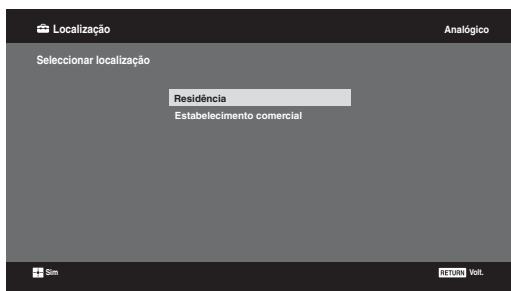 Localização
Analógico
Seleccionar localização
Residência
Estabelecimento comercial
Sim
RETURN Volt.